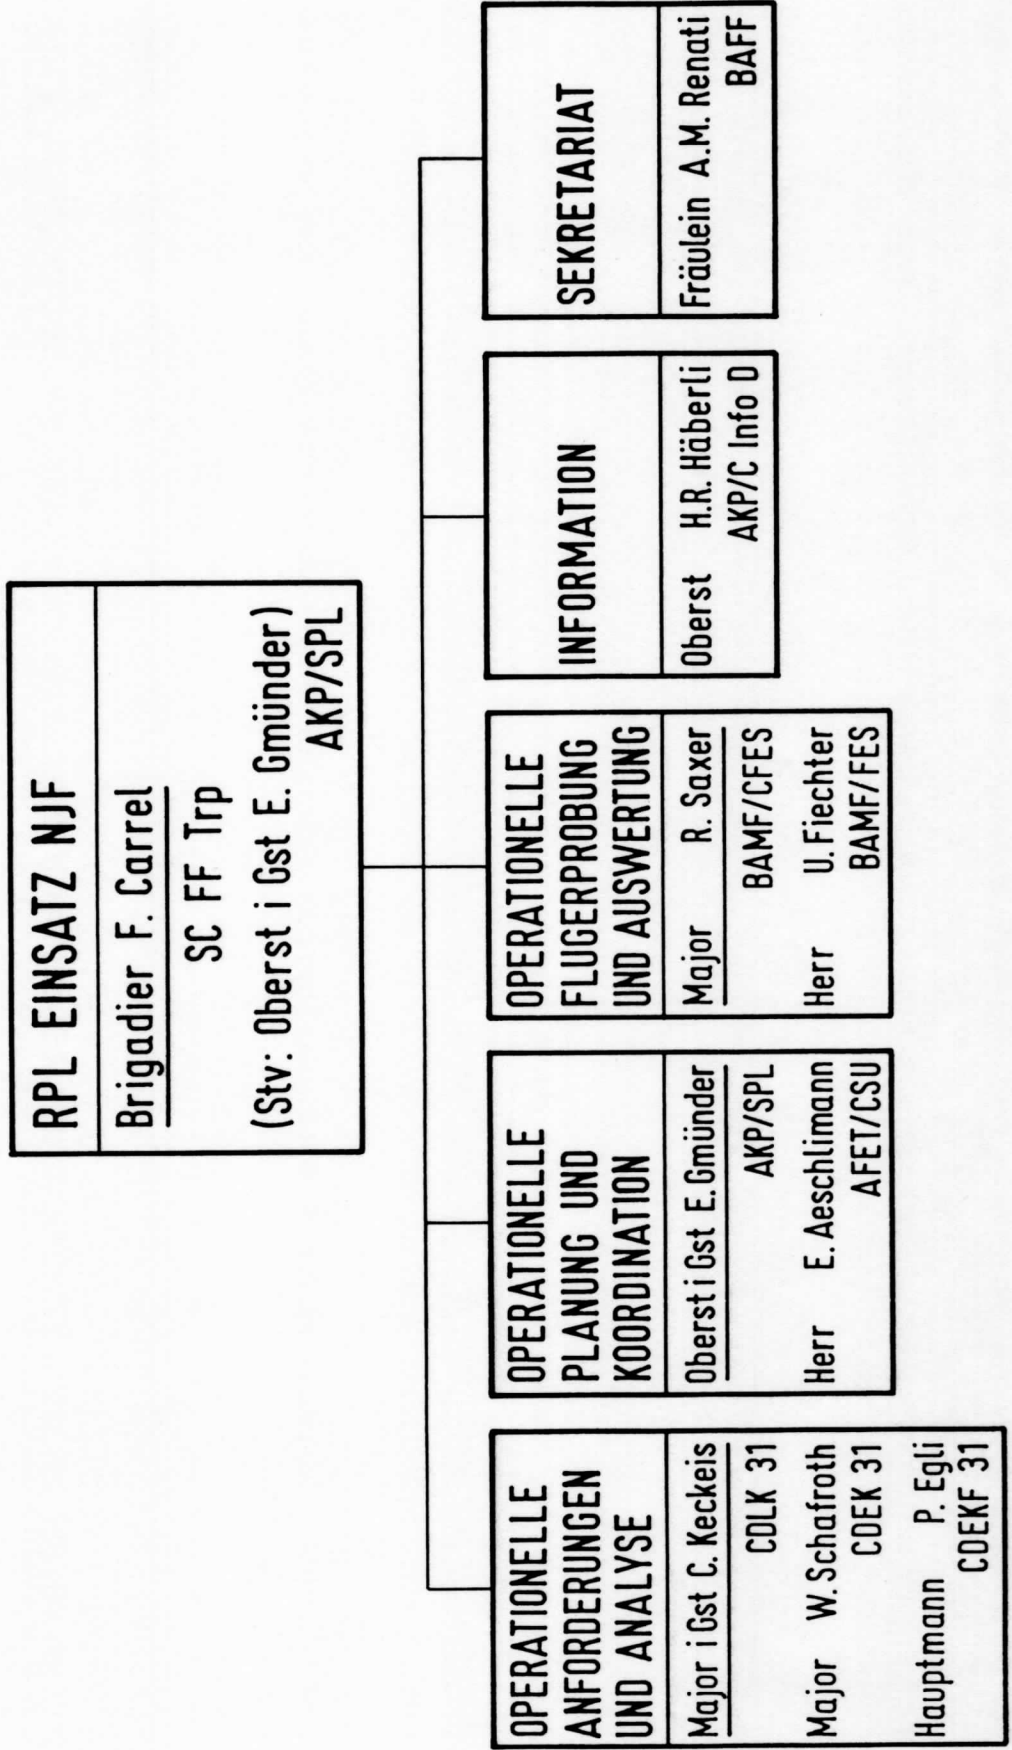 RPL EINSATZ NJF
Brigadier F. Carrel
SC FF Trp
(Stv: Oberst i Gst E. Gmünder)
AKP/SPL
OPERATIONELLE
ANFORDERUNGEN
UND ANALYSE
Major i Gst C. Keckeis
CDLK 31
Major W. Schafroth
CDEK 31
Hauptmann P. Egli
CDEKF 31
OPERATIONELLE
PLANUNG UND
KOORDINATION
Oberst i Gst E. Gmünder
AKP/SPL
Herr E. Aeschlimann
AFET/CSU
OPERATIONELLE
FLUGERPROBUNG
UND AUSWERTUNG
Major R. Saxer
BAMF/CFES
Herr U. Fiechter
BAMF/FES
INFORMATION
Oberst H.R. Häberli
AKP/C Info D
SEKRETARIAT
Fräulein A.M. Renati
BAFF